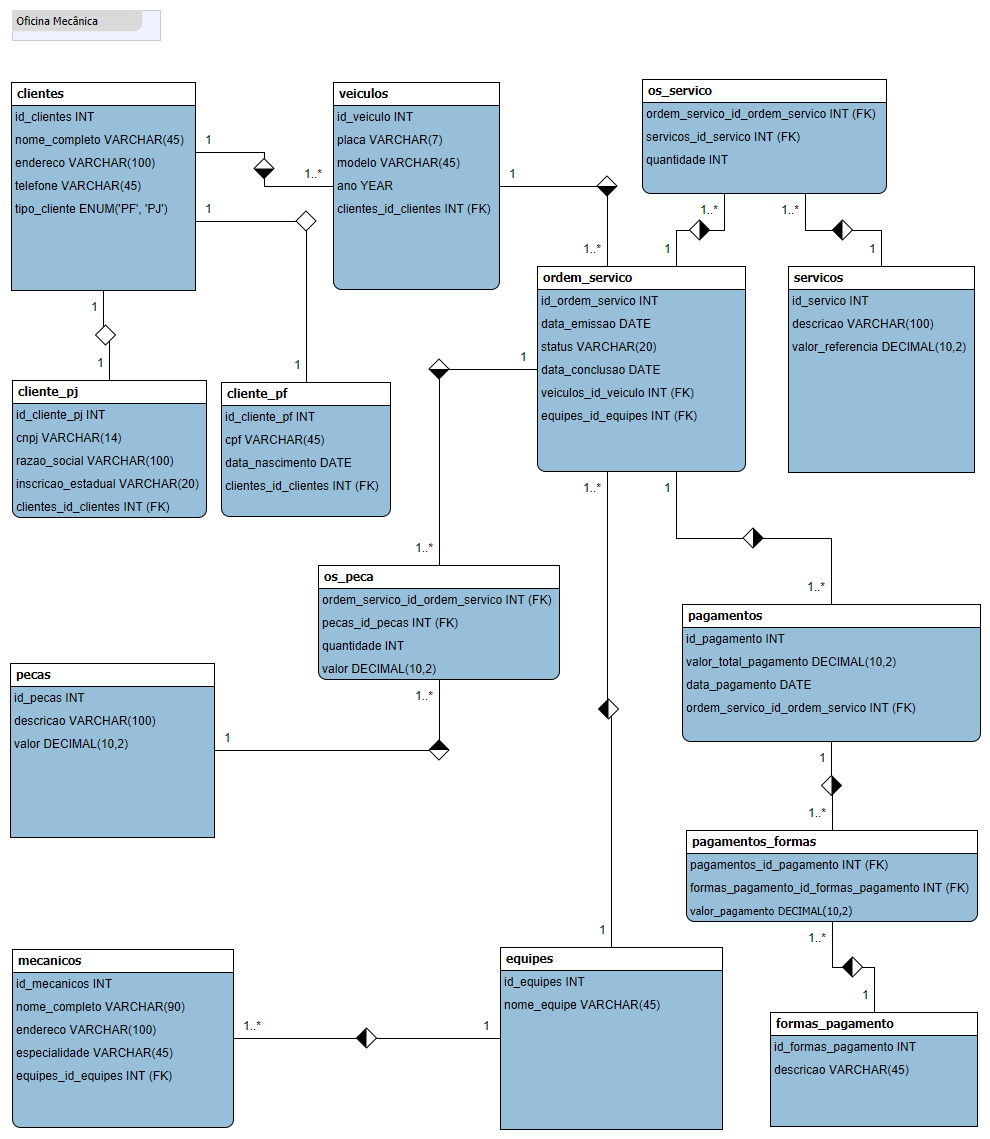 Oficina Mecânica
clientes
id_clientes INT
nome_completo VARCHAR(45)
endereco VARCHAR(100)
telefone VARCHAR(45)
tipo_cliente ENUM('PF', 'PJ')
1
1..*
1
1
1
1
veiculos
id_veiculo INT
placa VARCHAR(7)
modelo VARCHAR(45)
ano YEAR
clientes_id_clientes INT (FK)
1
1..*
os_servico
ordem_servico_id_ordem_servico INT (FK)
servicos_id_servico INT (FK)
quantidade INT
1..*
1..*
1
1
ordem_servico
id_ordem_servico INT
data_emissao DATE
status VARCHAR(20)
data_conclusao DATE
veiculos_id_veiculo INT (FK)
equipes_id_equipes INT (FK)
servicos
id_servico INT
descricao VARCHAR(100)
valor_referencia DECIMAL(10,2)
cliente_pj
id_cliente_pj INT
cnpj VARCHAR(14)
razao_social VARCHAR(100)
inscricao_estadual VARCHAR(20)
clientes_id_clientes INT (FK)
cliente_pf
id_cliente_pf INT
cpf VARCHAR(45)
data_nascimento DATE
clientes_id_clientes INT (FK)
1
1..*
1..*
1
1..*
os_peca
ordem_servico_id_ordem_servico INT (FK)
pecas_id_pecas INT (FK)
quantidade INT
valor DECIMAL(10,2)
1..*
1
pecas
id_pecas INT
descricao VARCHAR(100)
valor DECIMAL(10,2)
pagamentos
id_pagamento INT
valor_total_pagamento DECIMAL(10,2)
data_pagamento DATE
ordem_servico_id_ordem_servico INT (FK)
1
1..*
pagamentos_formas
pagamentos_id_pagamento INT (FK)
formas_pagamento_id_formas_pagamento INT (FK)
valor_pagamento DECIMAL(10,2)
1..*
1
mecanicos
id_mecanicos INT
nome_completo VARCHAR(90)
endereco VARCHAR(100)
especialidade VARCHAR(45)
equipes_id_equipes INT (FK)
1..*
1
1
equipes
id_equipes INT
nome_equipe VARCHAR(45)
formas_pagamento
id_formas_pagamento INT
descricao VARCHAR(45)